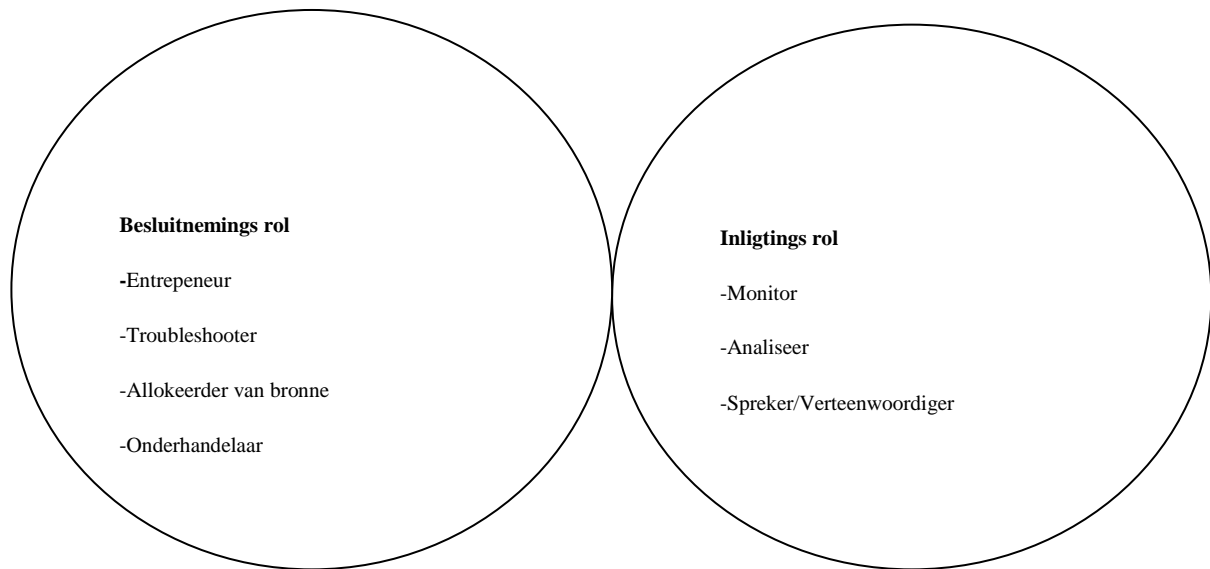 Besluitnemings rol
-Entrepeneur
-Troubleshooter
-Allokeerder van bronne
-Onderhandelaar
Inligtings rol
-Monitor
-Analiseer
-Spreker/Verteenwoordiger